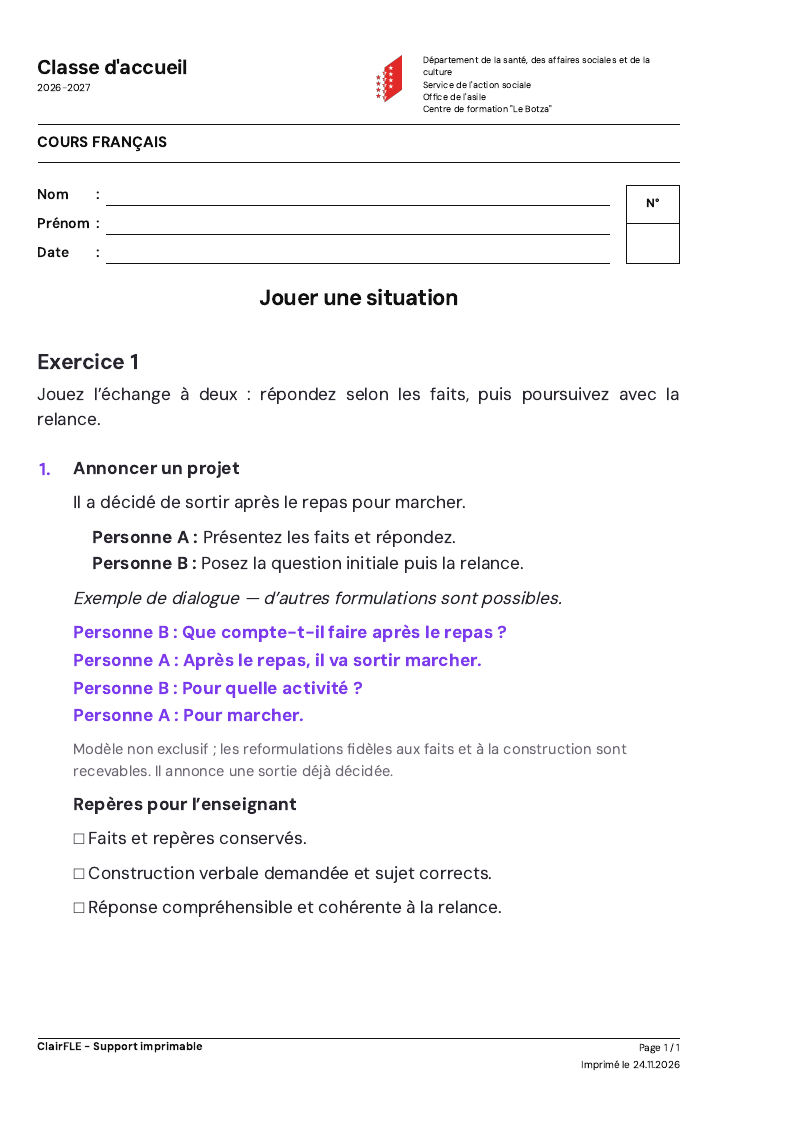 Classe d'accueil
2026-2027
Département de la santé, des affaires sociales et de la
culture
Service de l'action sociale
Office de l'asile
Centre de formation "Le Botza"
COURS FRANÇAIS
Nom :
Prénom :
Date :
N°
Jouer une situation
Exercice 1
Jouez l’échange à deux : répondez selon les faits, puis poursuivez avec la
relance.
1. Annoncer un projet
Il a décidé de sortir après le repas pour marcher.
Personne A : Présentez les faits et répondez.
Personne B : Posez la question initiale puis la relance.
Exemple de dialogue — d’autres formulations sont possibles.
Personne B : Que compte-t-il faire après le repas ?
Personne A : Après le repas, il va sortir marcher.
Personne B : Pour quelle activité ?
Personne A : Pour marcher.
Modèle non exclusif ; les reformulations fidèles aux faits et à la construction sont
recevables. Il annonce une sortie déjà décidée.
Repères pour l’enseignant
□ Faits et repères conservés.
□ Construction verbale demandée et sujet corrects.
□ Réponse compréhensible et cohérente à la relance.
ClairFLE - Support imprimable
Page 1 / 1
Imprimé le 24.11.2026